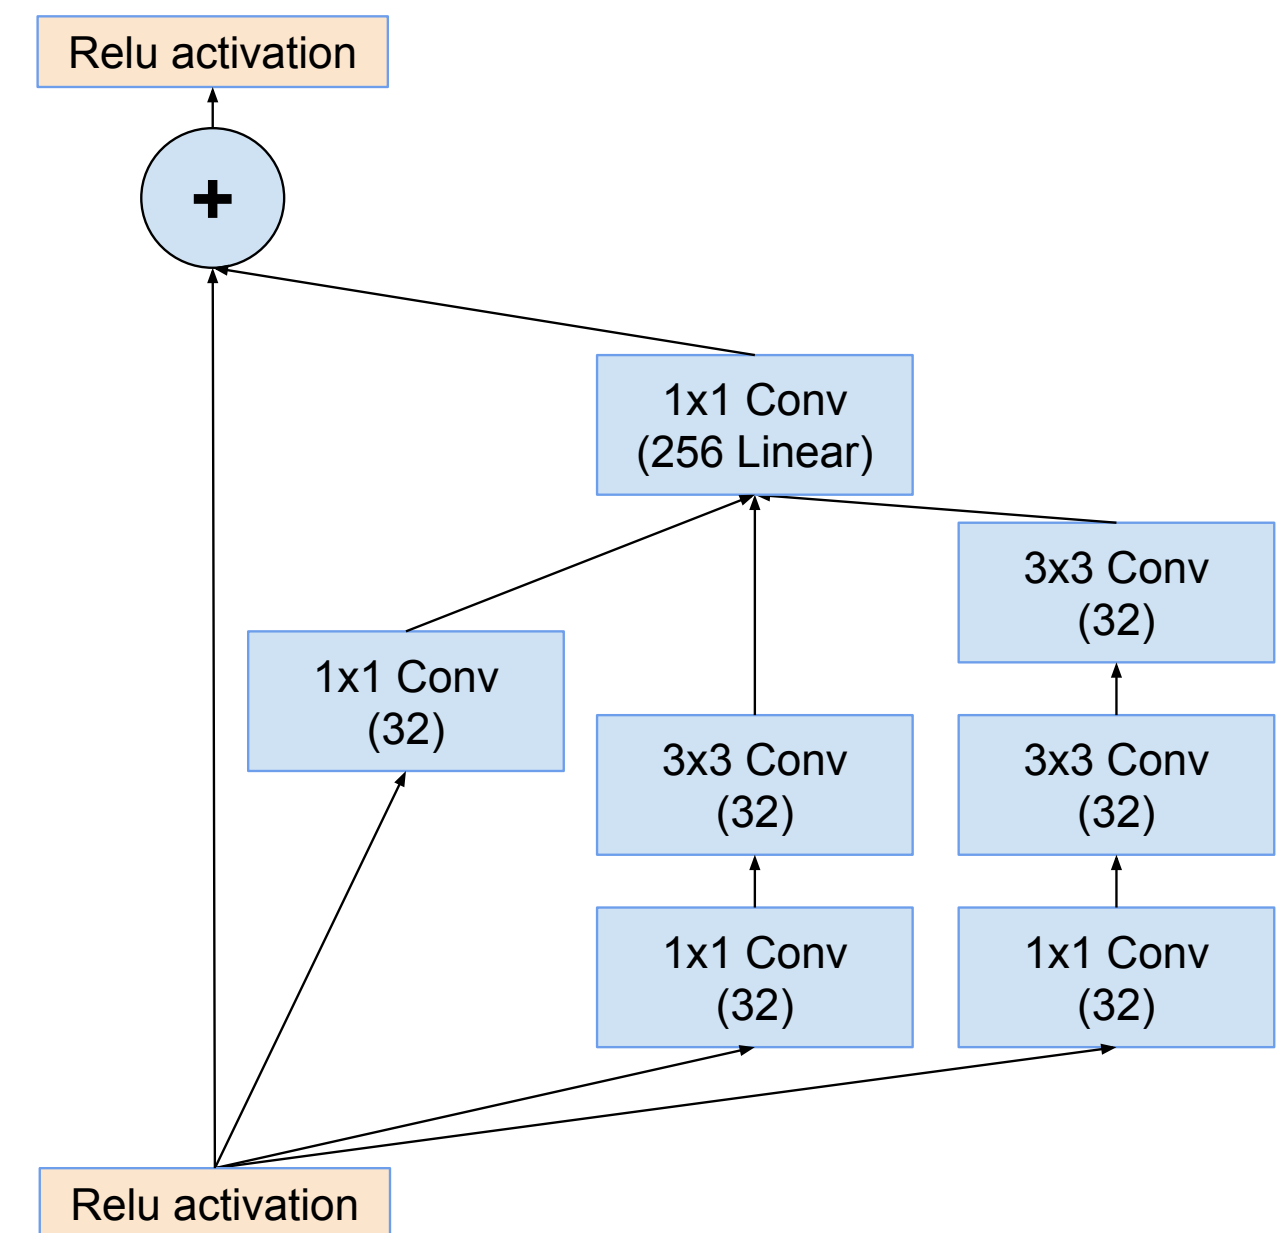 Relu activation
+
1x1 Conv
(256 Linear)
3x3 Conv
(32)
1x1 Conv
(32)
3x3 Conv
(32)
3x3 Conv
(32)
1x1 Conv
(32)
1x1 Conv
(32)
Relu activation